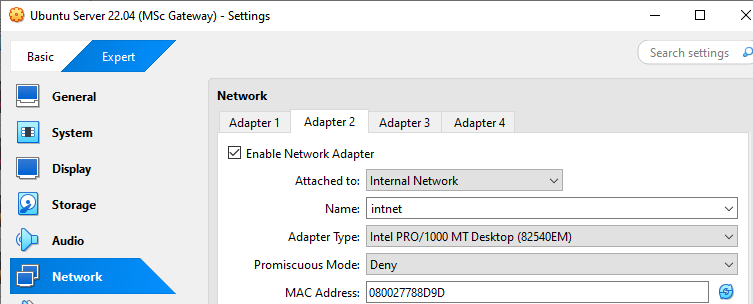 Ubuntu Server 22.04 (MSc Gateway) - Settings
Basic Expert Search settings
General
System
Display
Storage
Audio
Network
Network
Adapter 1 Adapter 2 Adapter 3 Adapter 4
Enable Network Adapter
Attached to: Internal Network
Name: intnet
Adapter Type: Intel PRO/1000 MT Desktop (82540EM)
Promiscuous Mode: Deny
MAC Address: 080027788D9D